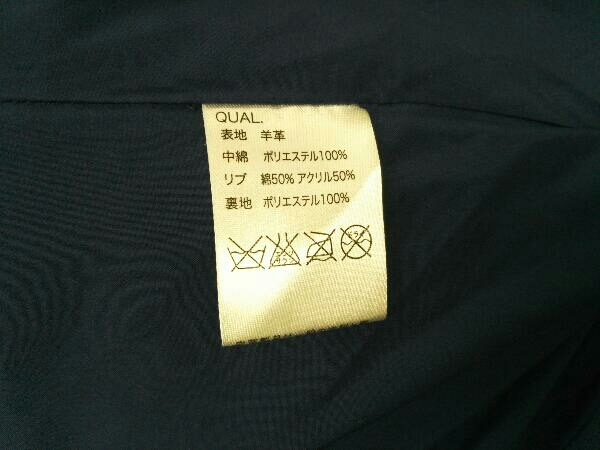 QUAL.
表地 羊革
中綿 ポリエステル100%
リブ 綿50% アクリル50%
裏地 ポリエステル100%